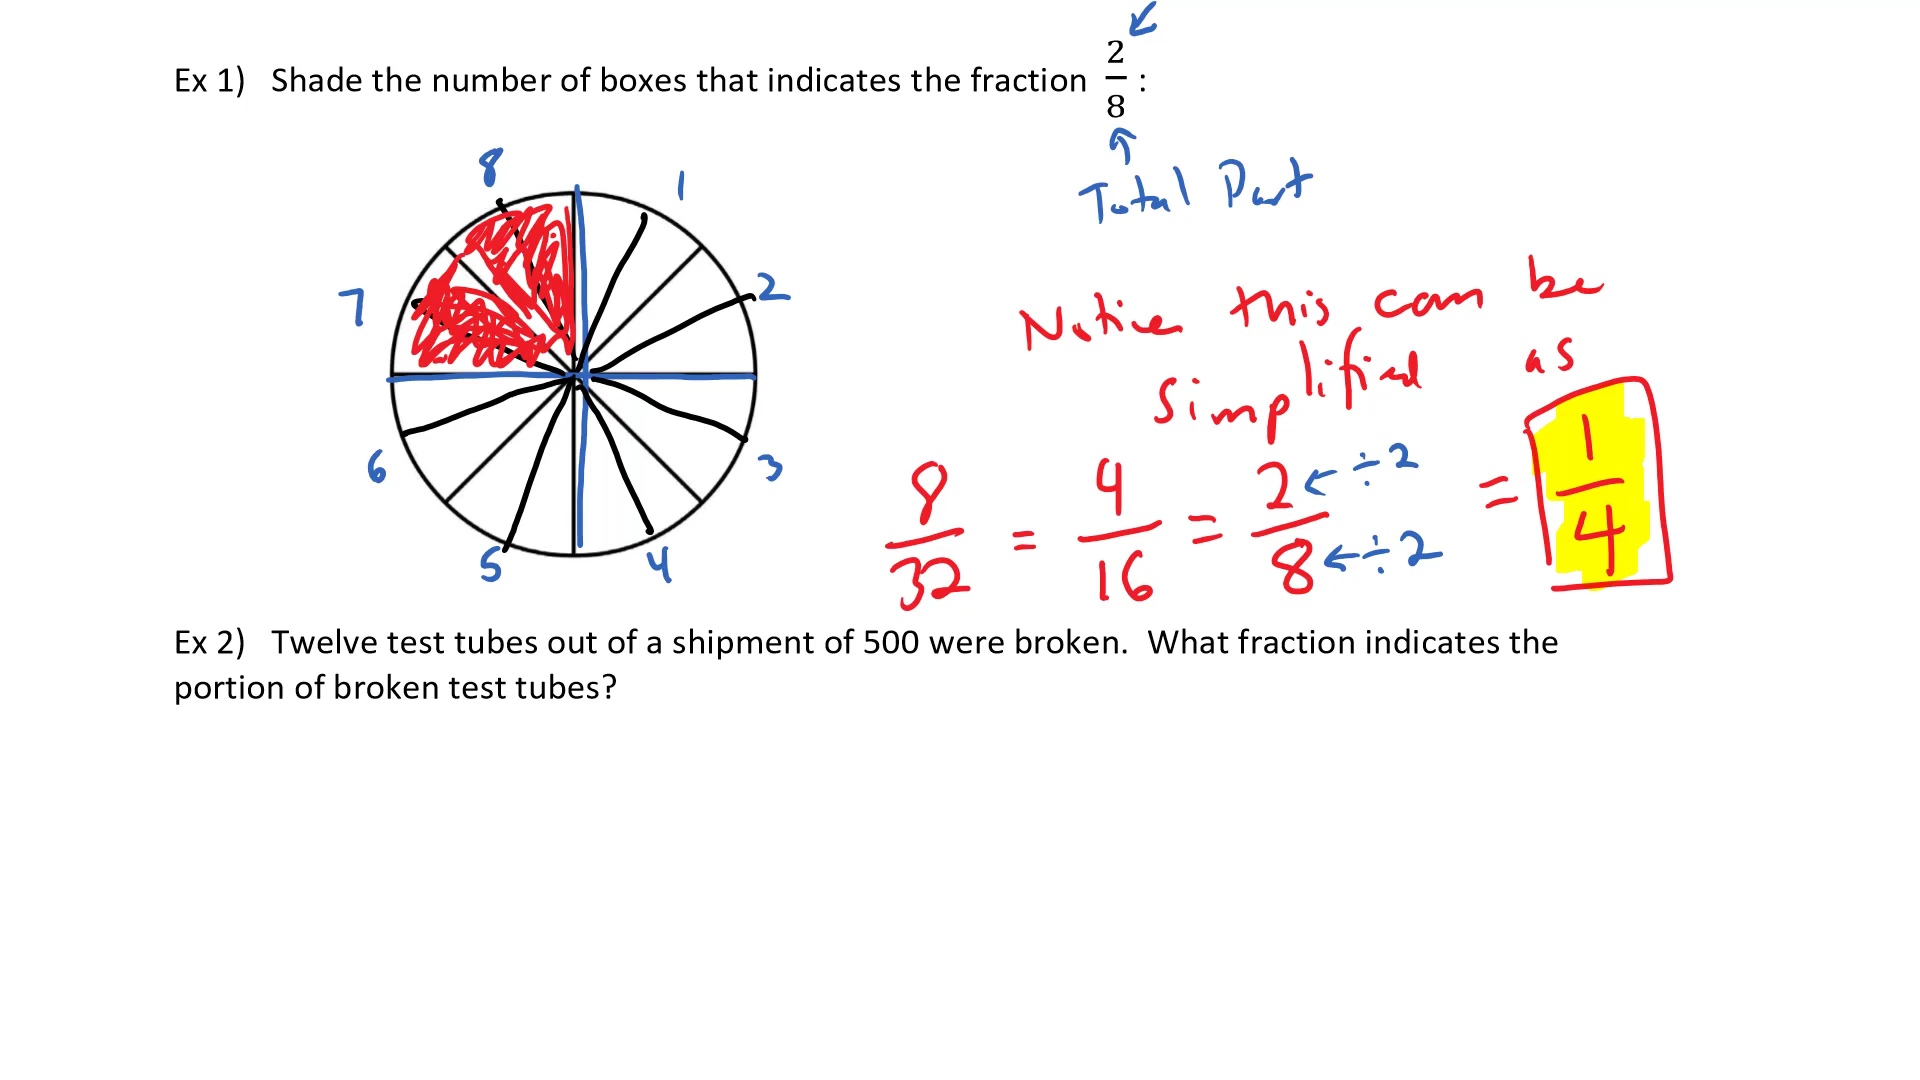 Ex 1) Shade the number of boxes that indicates the fraction 2/8 :
Total Part
8 1
7 2
6 3
5 4
Notice this can be
simplified as
8/32 = 4/16 = 2/8 ←÷2 ←÷2 = 1/4
Ex 2) Twelve test tubes out of a shipment of 500 were broken. What fraction indicates the
portion of broken test tubes?